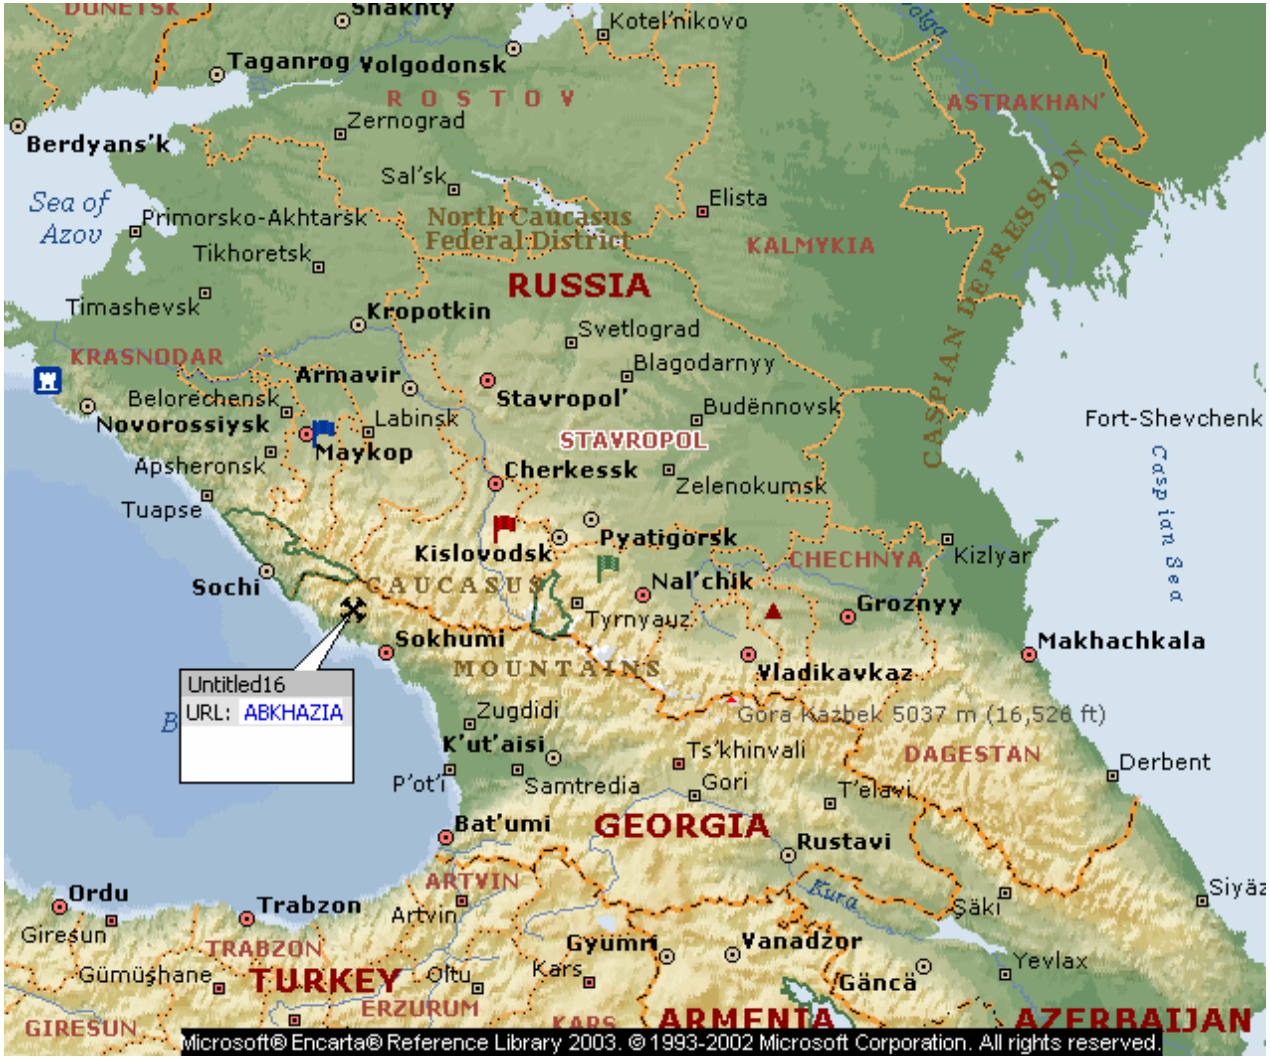 DONETSK
Shakhty
Kotel'nikovo
Volga
Taganrog
Volgodonsk
ROSTOV
ASTRAKHAN'
Zernograd
Berdyans'k
Sal'sk
Elista
Sea of
Azov
Primorsko-Akhtarsk
North Caucasus
Federal District
KALMYKIA
Tikhoretsk
RUSSIA
CASPIAN DEPRESSION
Timashevsk
Kropotkin
Svetlograd
KRASNODAR
Blagodarnyy
Armavir
Stavropol'
Belorechensk
Labinsk
Budënnovsk
Fort-Shevchenk
Novorossiysk
STAVROPOL
Maykop
Apsheronsk
Cherkessk
Zelenokumsk
Caspian Sea
Tuapse
Pyatigorsk
Kislovodsk
CHECHNYA
Kizlyar
Sochi
CAUCASUS
Nal'chik
Groznyy
Tyrnyauz
Sokhumi
Makhachkala
MOUNTAINS
Vladikavkaz
Untitled16
URL: ABKHAZIA
B
Zugdidi
Gora Kazbek 5037 m (16,526 ft)
K'ut'aisi
Ts'khinvali
DAGESTAN
P'ot'i
Samtredia
Gori
T'elavi
Derbent
Bat'umi
GEORGIA
Rustavi
ARTVIN
Kura
Siyäz
Ordu
Trabzon
Artvin
Şäki
Giresun
TRABZON
Gyumri
Vanadzor
Yevlax
Gümüşhane
TURKEY
Oltu
Kars
Gäncä
ERZURUM
GIRESUN
KARS
ARMENIA
AZERBAIJAN
Microsoft® Encarta® Reference Library 2003. © 1993-2002 Microsoft Corporation. All rights reserved.